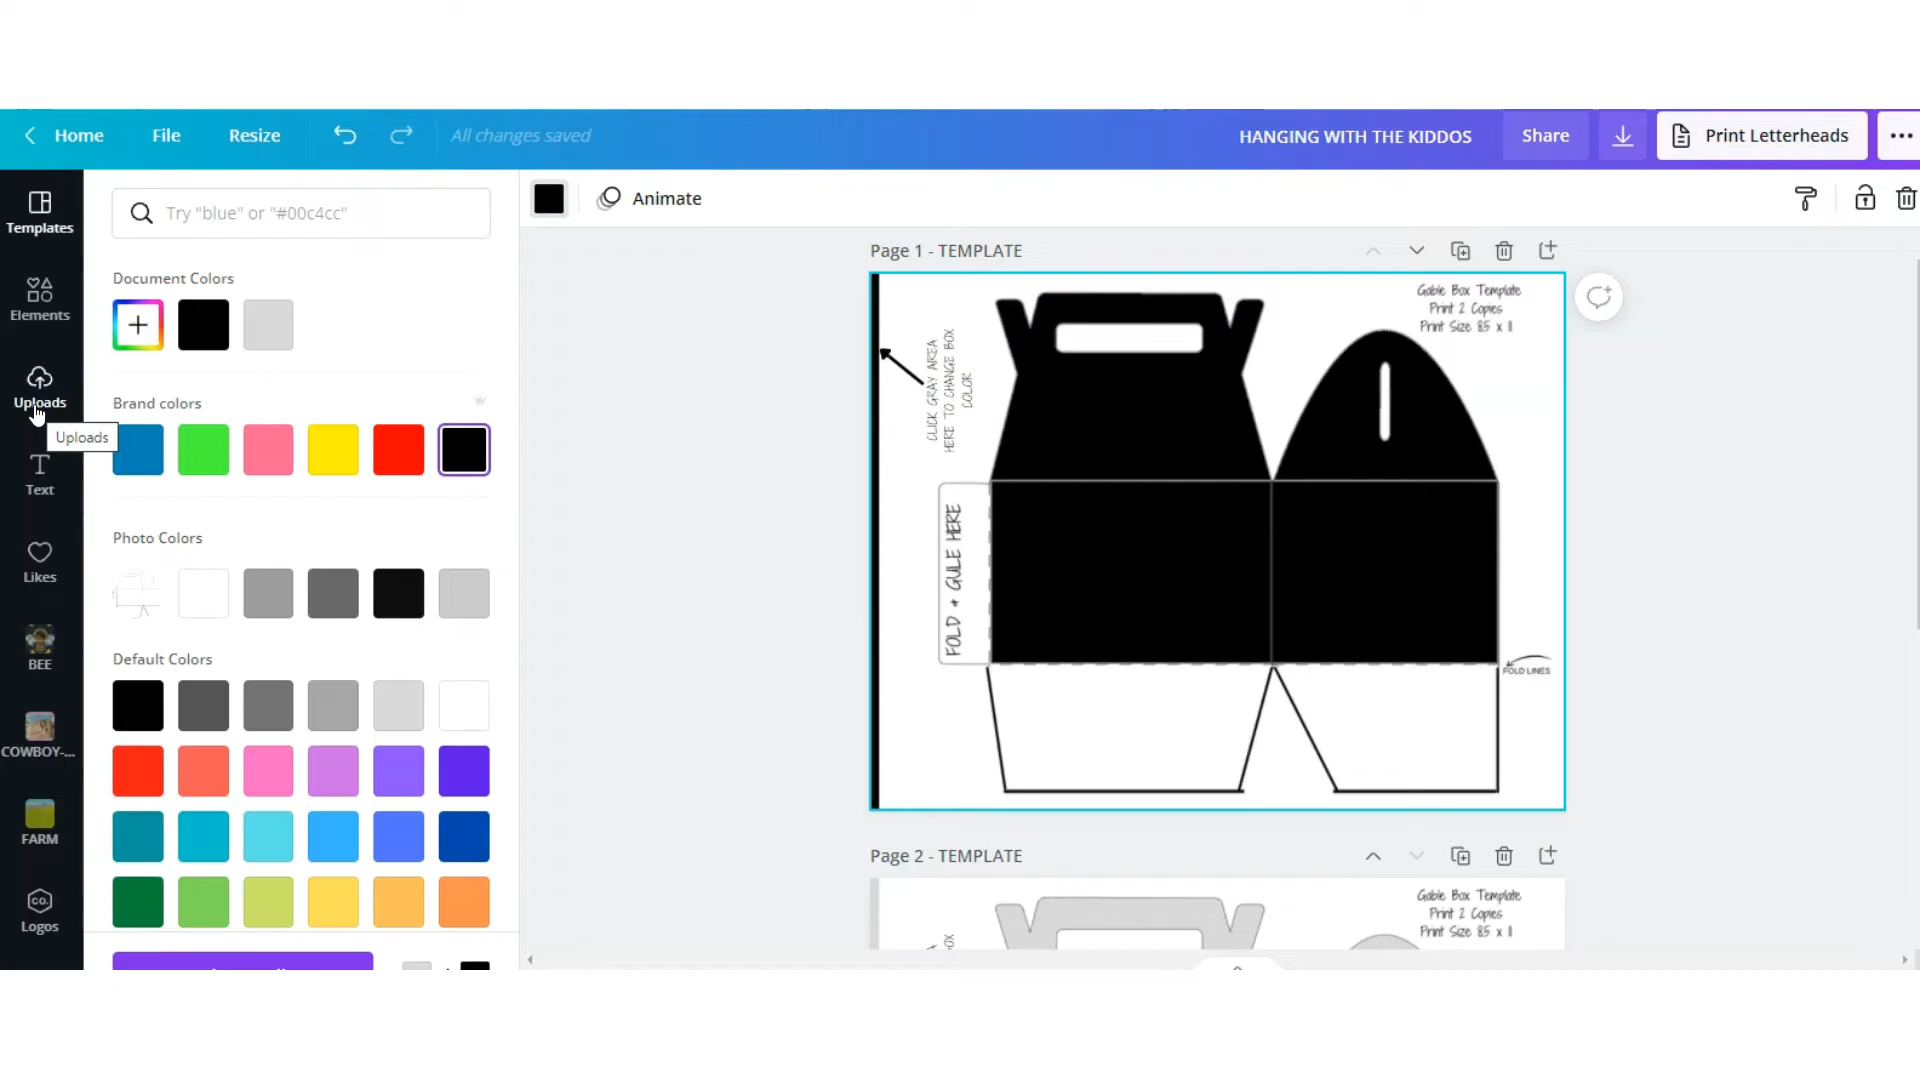 Home
File
Resize
All changes saved
HANGING WITH THE KIDDOS
Share
Print Letterheads
Templates
Elements
Uploads
Uploads
Text
Likes
BEE
COWBOY-...
FARM
Logos
Try "blue" or "#00c4cc"
Document Colors
Brand colors
Photo Colors
Default Colors
Animate
Page 1 - TEMPLATE
Gable Box Template
Print 2 Copies
Print Size 8.5 x 11
CLICK GRAY AREA
HERE TO CHANGE BOX
COLOR
FOLD + GULE HERE
FOLD LINES
Page 2 - TEMPLATE
Gable Box Template
Print 2 Copies
Print Size 8.5 x 11